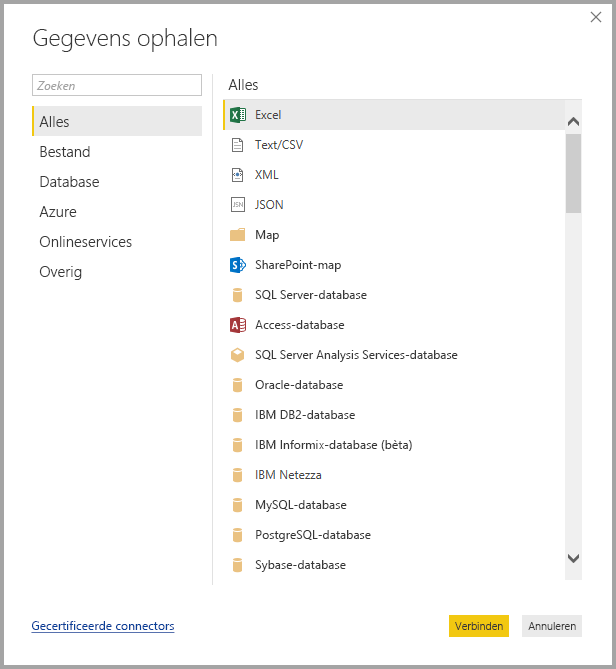 Gegevens ophalen
Zoeken
Alles
Bestand
Database
Azure
Onlineservices
Overig
Alles
Excel
Text/CSV
XML
JSON
Map
SharePoint-map
SQL Server-database
Access-database
SQL Server Analysis Services-database
Oracle-database
IBM DB2-database
IBM Informix-database (bèta)
IBM Netezza
MySQL-database
PostgreSQL-database
Sybase-database
Gecertificeerde connectors
Verbinden
Annuleren